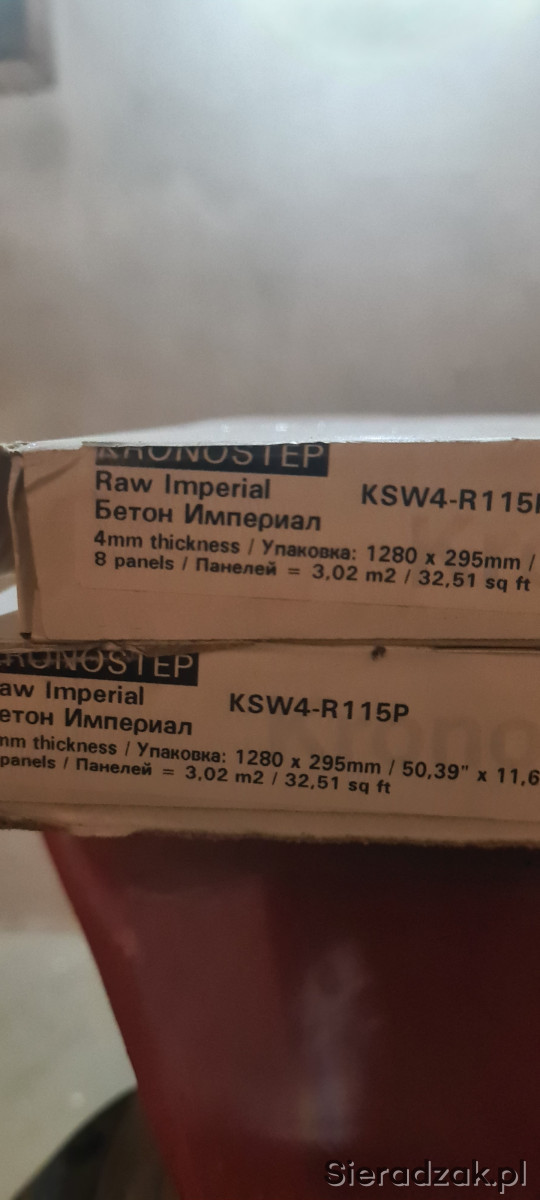 KRONOSTEP
Raw Imperial KSW4-R115
Бетон Империал
4mm thickness / Упаковка: 1280 x 295mm /
8 panels / Панелей = 3,02 m2 / 32,51 sq ft
RONOSTEP
aw Imperial KSW4-R115P
етон Империал
mm thickness / Упаковка: 1280 x 295mm / 50,39" x 11,6
panels / Панелей = 3,02 m2 / 32,51 sq ft
Sieradzak.pl